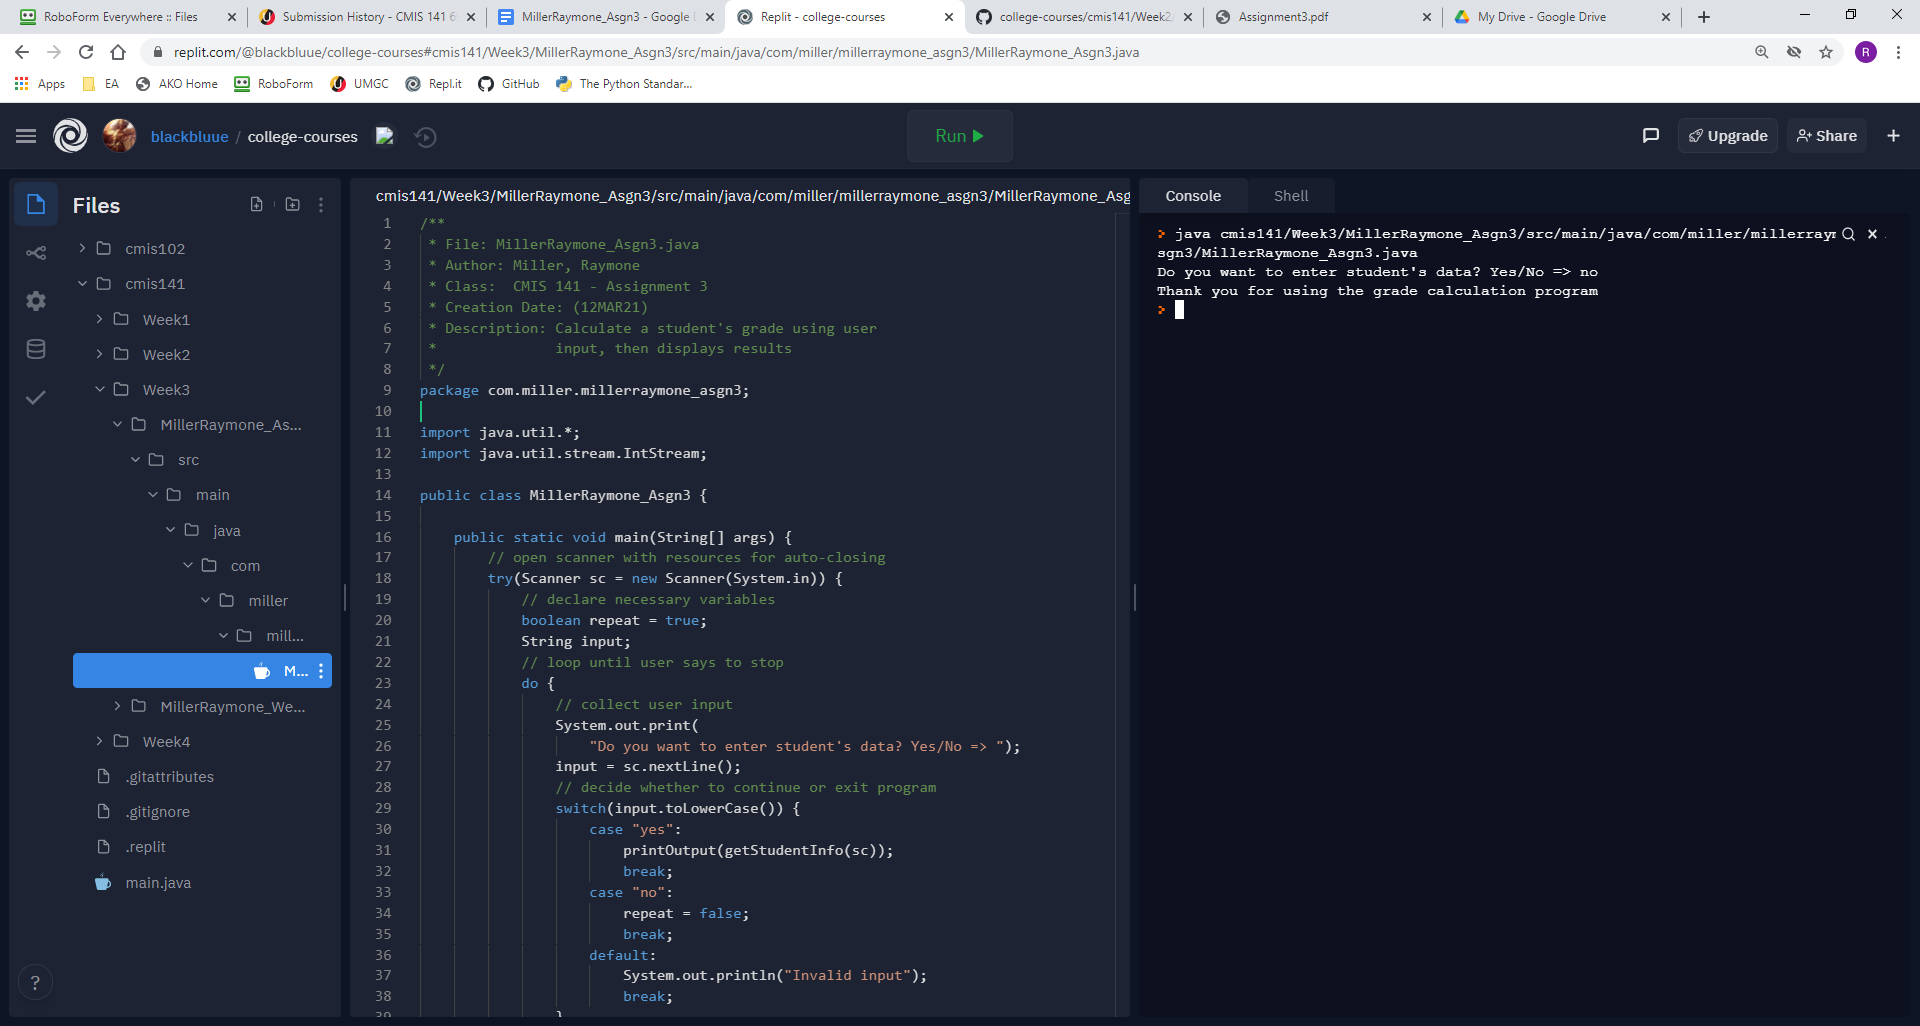 RoboForm Everywhere :: Files
Submission History - CMIS 141 6
MillerRaymone_Asgn3 - Google
Replit - college-courses
college-courses/cmis141/Week2
Assignment3.pdf
My Drive - Google Drive
replit.com/@blackbluue/college-courses#cmis141/Week3/MillerRaymone_Asgn3/src/main/java/com/miller/millerraymone_asgn3/MillerRaymone_Asgn3.java
R
Apps
EA
AKO Home
RoboForm
UMGC
Repl.it
GitHub
The Python Standar...
blackbluue / college-courses
Run
Upgrade
Share
Files
cmis102
cmis141
Week1
Week2
Week3
MillerRaymone_As...
src
main
java
com
miller
mill...
M...
MillerRaymone_We...
Week4
.gitattributes
.gitignore
.replit
main.java
?
cmis141/Week3/MillerRaymone_Asgn3/src/main/java/com/miller/millerraymone_asgn3/MillerRaymone_Asg
1 /**
2 * File: MillerRaymone_Asgn3.java
3 * Author: Miller, Raymone
4 * Class:  CMIS 141 - Assignment 3
5 * Creation Date: (12MAR21)
6 * Description: Calculate a student's grade using user
7 *              input, then displays results
8 */
9 package com.miller.millerraymone_asgn3;
10
11 import java.util.*;
12 import java.util.stream.IntStream;
13
14 public class MillerRaymone_Asgn3 {
15
16     public static void main(String[] args) {
17         // open scanner with resources for auto-closing
18         try(Scanner sc = new Scanner(System.in)) {
19             // declare necessary variables
20             boolean repeat = true;
21             String input;
22             // loop until user says to stop
23             do {
24                 // collect user input
25                 System.out.print(
26                     "Do you want to enter student's data? Yes/No => ");
27                 input = sc.nextLine();
28                 // decide whether to continue or exit program
29                 switch(input.toLowerCase()) {
30                     case "yes":
31                         printOutput(getStudentInfo(sc));
32                         break;
33                     case "no":
34                         repeat = false;
35                         break;
36                     default:
37                         System.out.println("Invalid input");
38                         break;
39                 }
Console
Shell
> java cmis141/Week3/MillerRaymone_Asgn3/src/main/java/com/miller/milleraym
sgn3/MillerRaymone_Asgn3.java
Do you want to enter student's data? Yes/No => no
Thank you for using the grade calculation program
>